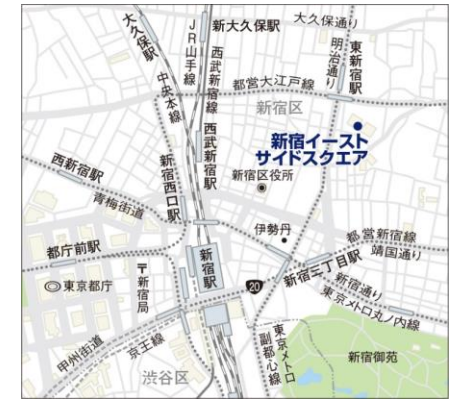 大久保駅
JR山手線
新大久保駅
大久保通り
明治通り
東新宿駅
中央本線
西武新宿線
都営大江戸線
新宿区
新宿イースト
サイドスクエア
西武新宿駅
新宿西口駅
西新宿駅
青梅街道
新宿区役所
伊勢丹
都営新宿線
靖国通り
都庁前駅
新宿駅
新宿三丁目駅
〒新宿局
東京都庁
20
新宿通り
東京メトロ丸ノ内線
甲州街道
京王線
東京メトロ
副都心線
新宿御苑
渋谷区